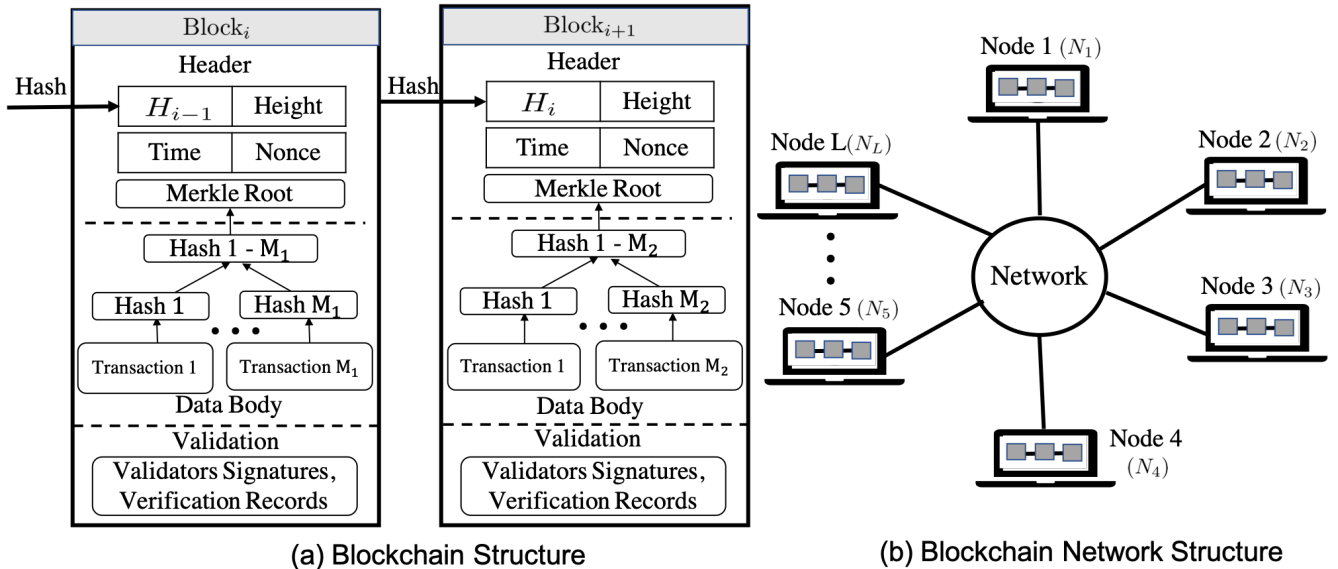 Block_i
Header
Hash
H_{i-1} Height
Time Nonce
Merkle Root
Hash 1 - M_1
Hash 1 Hash M_1
• • •
Transaction 1 Transaction M_1
Data Body
Validation
Validators Signatures,
Verification Records
Block_{i+1}
Header
Hash
H_i Height
Time Nonce
Merkle Root
Hash 1 - M_2
Hash 1 Hash M_2
• • •
Transaction 1 Transaction M_2
Data Body
Validation
Validators Signatures,
Verification Records
(a) Blockchain Structure
Node 1 (N_1)
Node 2 (N_2)
Node L(N_L)
Network
Node 3 (N_3)
Node 5 (N_5)
Node 4
(N_4)
(b) Blockchain Network Structure